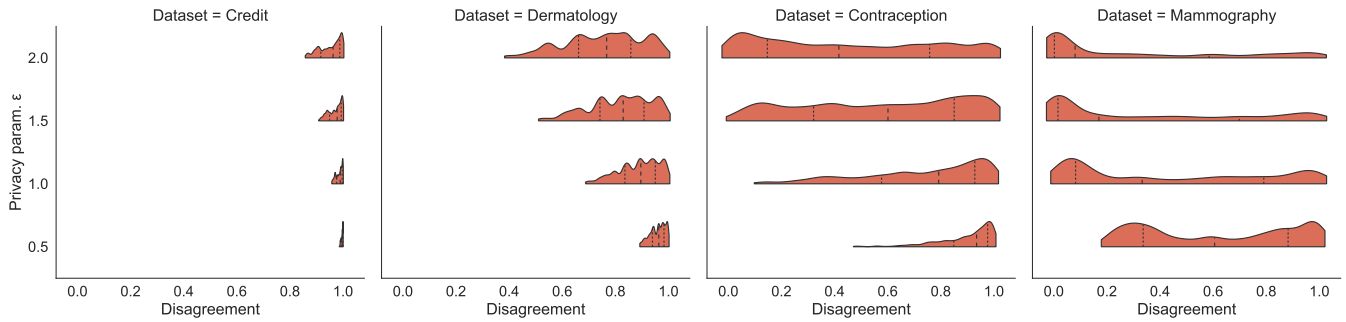 Dataset = Credit
Dataset = Dermatology
Dataset = Contraception
Dataset = Mammography
Privacy param. ε
2.0
1.5
1.0
0.5
0.0 0.2 0.4 0.6 0.8 1.0
0.0 0.2 0.4 0.6 0.8 1.0
0.0 0.2 0.4 0.6 0.8 1.0
0.0 0.2 0.4 0.6 0.8 1.0
Disagreement
Disagreement
Disagreement
Disagreement